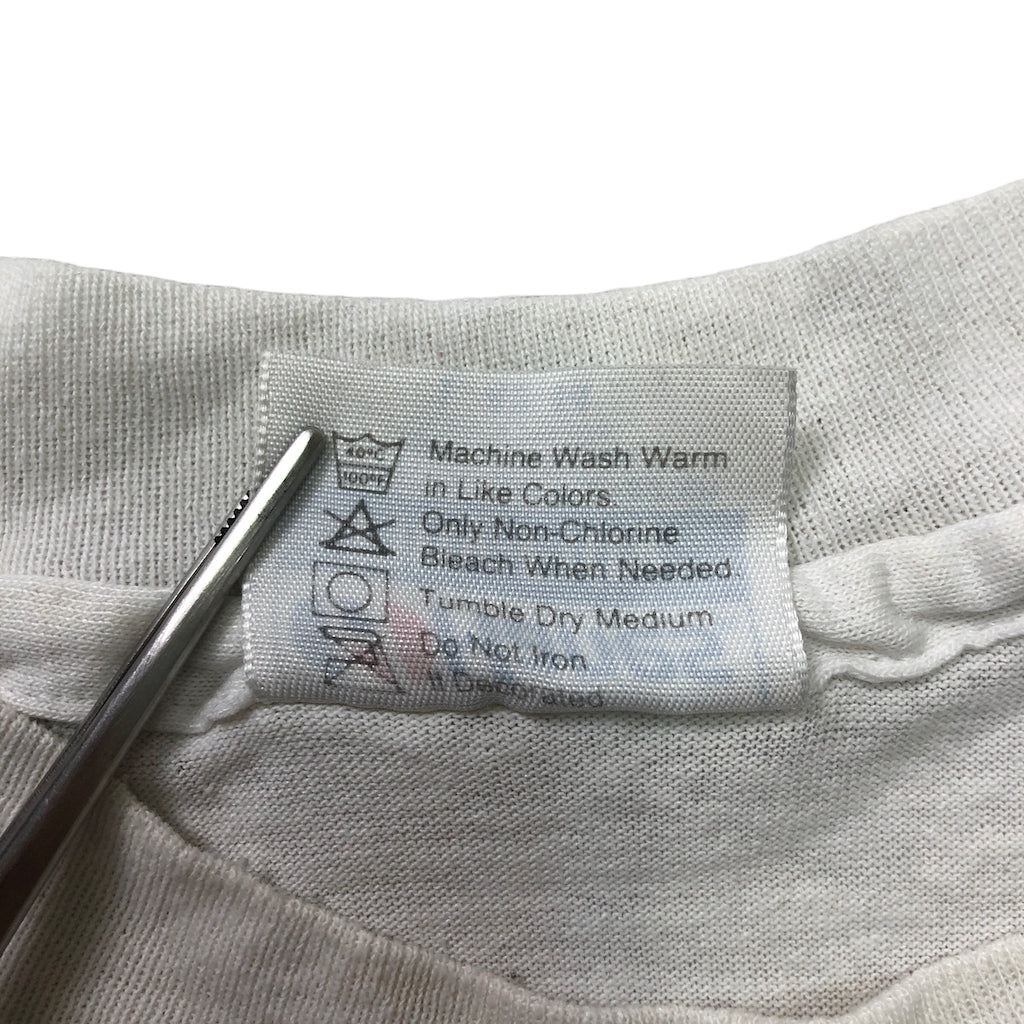 40°C
100°F
Machine Wash Warm
in Like Colors
Only Non-Chlorine
Bleach When Needed
Tumble Dry Medium
Do Not Iron
If Decorated